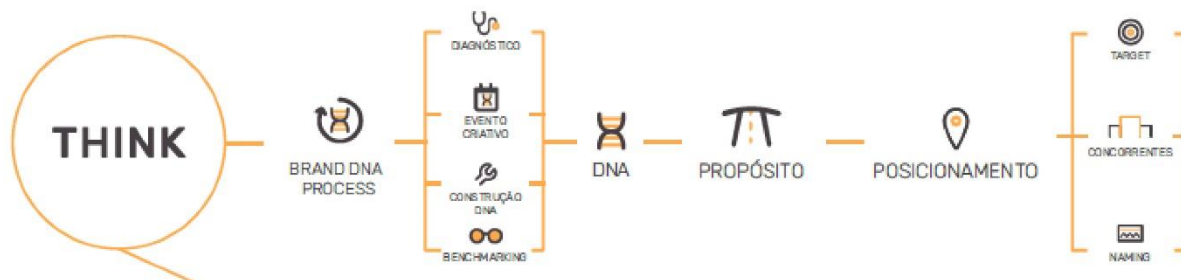 THINK
BRAND DNA
PROCESS
DIAGNÓSTICO
EVENTO
CRIATIVO
CONSTRUÇÃO
DNA
BENCHMARKING
DNA
PROPÓSITO
POSICIONAMENTO
TARGET
CONCORRENTES
NAMING